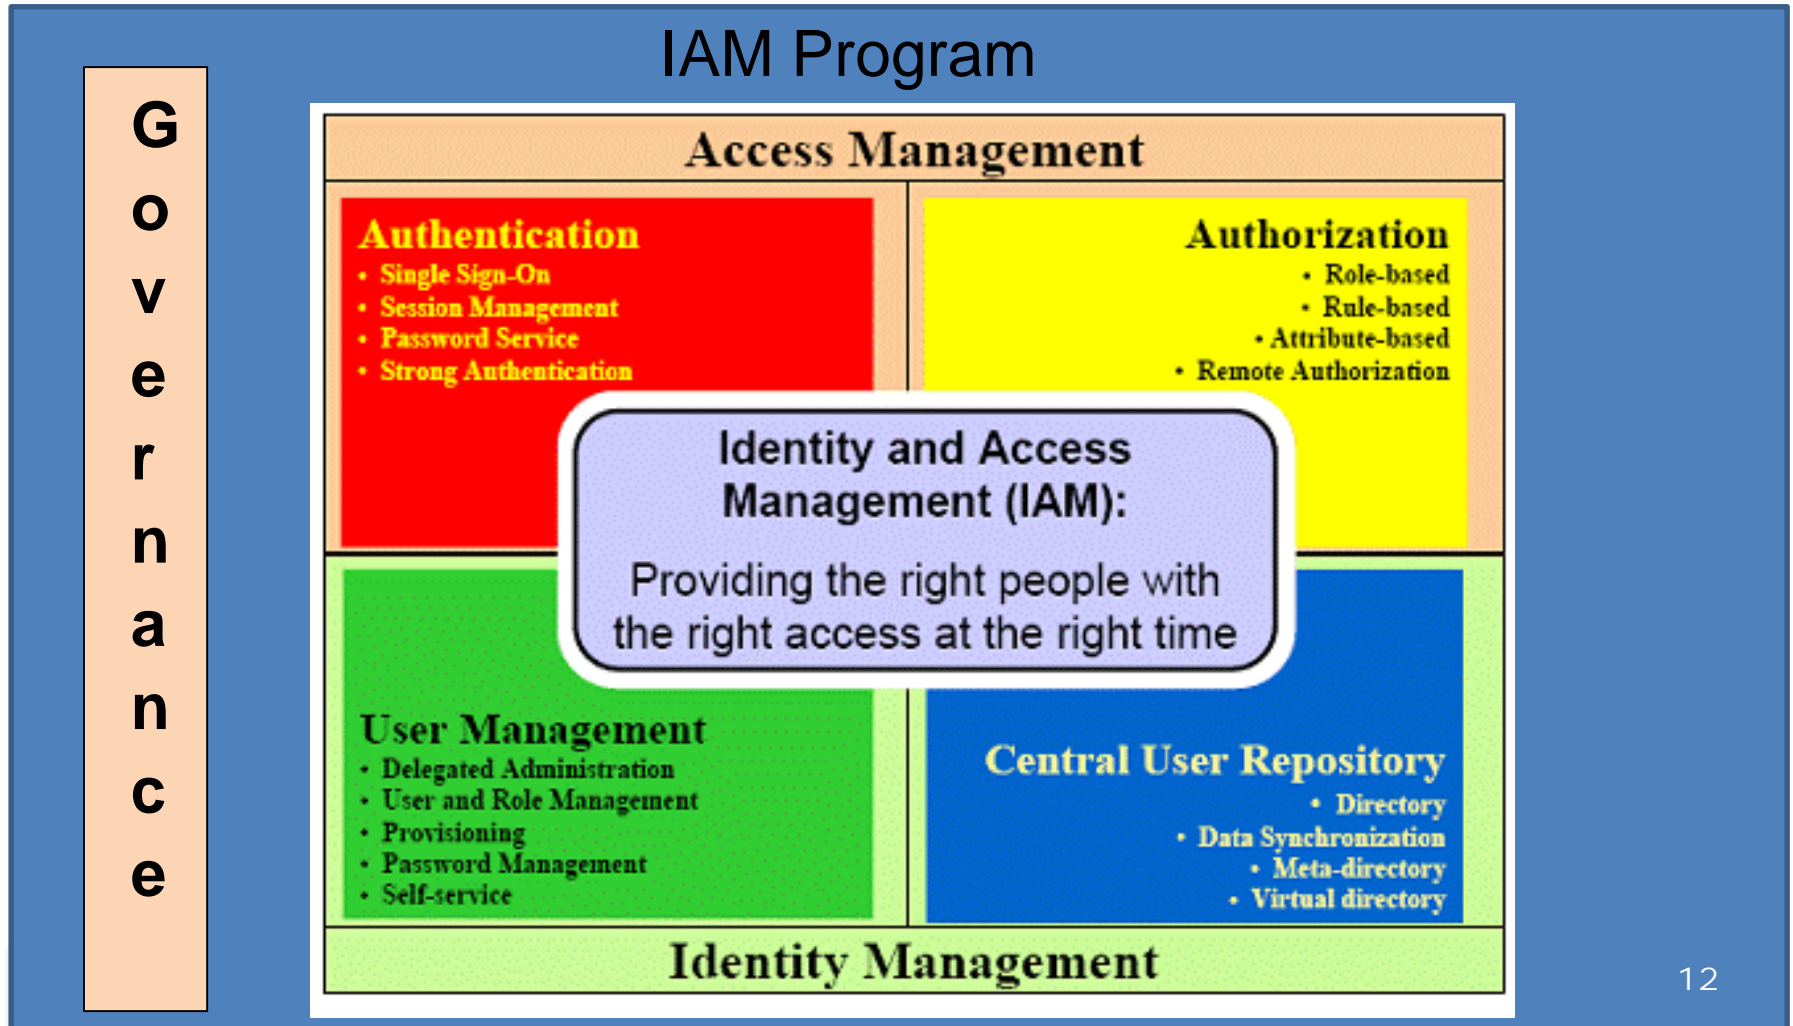 IAM Program
G
o
v
e
r
n
a
n
c
e
Access Management
Authentication
• Single Sign-On
• Session Management
• Password Service
• Strong Authentication
Authorization
• Role-based
• Rule-based
• Attribute-based
• Remote Authorization
Identity and Access
Management (IAM):
Providing the right people with
the right access at the right time
User Management
• Delegated Administration
• User and Role Management
• Provisioning
• Password Management
• Self-service
Central User Repository
• Directory
• Data Synchronization
• Meta-directory
• Virtual directory
Identity Management
12